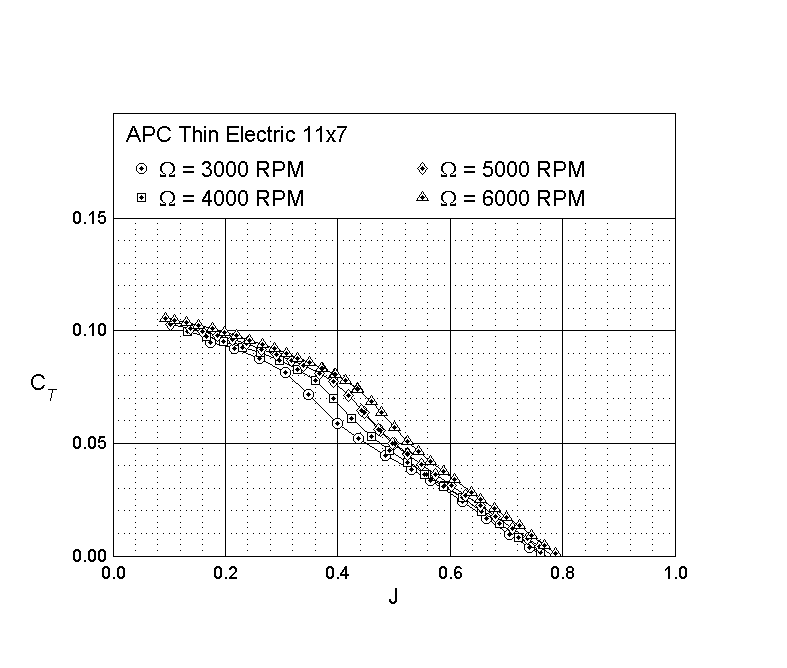 APC Thin Electric 11x7
Ω = 3000 RPM
Ω = 5000 RPM
Ω = 4000 RPM
Ω = 6000 RPM
0.15
0.10
C_T
0.05
0.00
0.0 0.2 0.4 0.6 0.8 1.0
J